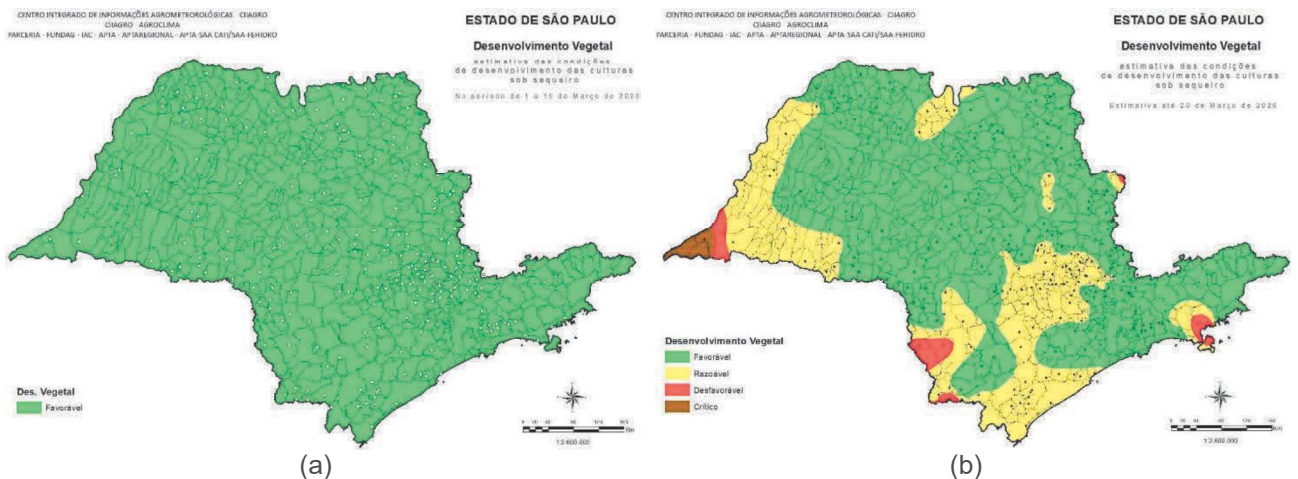 CENTRO INTEGRADO DE INFORMAÇÕES AGROMETEOROLÓGICAS - CIIAGRO
CIIAGRO - AGROCLIMA
PARCERIA - FUNDAG - IAC - APTA - APTAREGIONAL - APTA-SAA CATI/SAA-FEHIDRO
ESTADO DE SÃO PAULO
Desenvolvimento Vegetal
estimativa das condições
de desenvolvimento das culturas
sob sequeiro
No período de 1 à 15 de Março de 2026
Des. Vegetal
Favorável
1:2.600.000
(a)
CENTRO INTEGRADO DE INFORMAÇÕES AGROMETEOROLÓGICAS - CIIAGRO
CIIAGRO - AGROCLIMA
PARCERIA - FUNDAG - IAC - APTA - APTAREGIONAL - APTA SAA CATI/SAA-FEHIDRO
ESTADO DE SÃO PAULO
Desenvolvimento Vegetal
estimativa das condições
de desenvolvimento das culturas
sob sequeiro
Estimativa até 20 de Março de 2026
Desenvolvimento Vegetal
Favorável
Razoável
Desfavorável
Crítico
Km
1:2.600.000
(b)